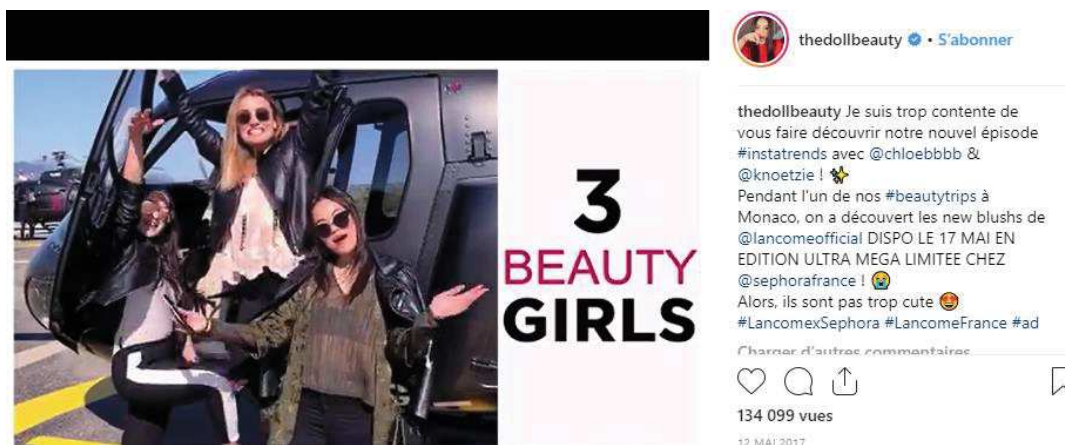 3
BEAUTY
GIRLS
thedollbeauty • S'abonner
thedollbeauty Je suis trop contente de
vous faire découvrir notre nouvel épisode
#instatrends avec @chloebbbb &
@knoetzie ! ✨
Pendant l'un de nos #beautytrips à
Monaco, on a découvert les new blushs de
@lancomeofficial DISPO LE 17 MAI EN
EDITION ULTRA MEGA LIMITEE CHEZ
@sephorafrance ! 😭
Alors, ils sont pas trop cute 😍
#LancomexSephora #LancomeFrance #ad
Charger d'autres commentaires
134 099 vues
12 MAI 2017